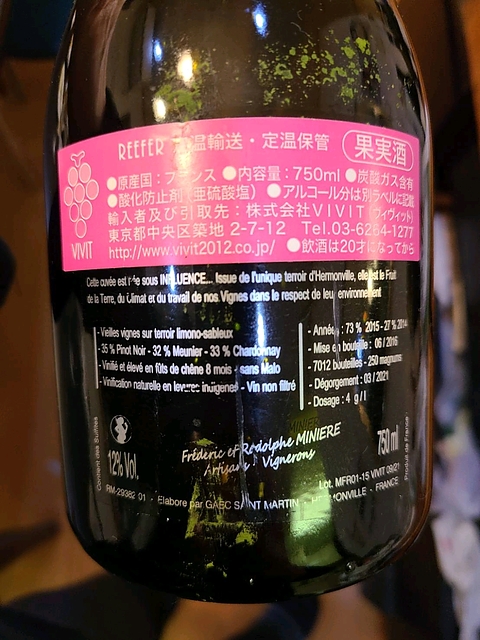 REEFER 定温輸送・定温保管 果実酒
●原産国：フランス ●内容量：750ml ●炭酸ガス含有
●酸化防止剤（亜硫酸塩） ●アルコール分は別ラベルに記載
輸入者及び引取先：株式会社VIVIT（ヴィヴィット）
東京都中央区築地 2-7-12 Tel.03-6264-1277
http://www.vivit2012.co.jp/ ●飲酒は20才になってから
VIVIT
Cette cuvée est née sous INFLUENCE... Issue de l'unique terroir d'Hermonville, elle est le Fruit
de la Terre, du Climat et du travail de nos Vignes dans le respect de leur environnement
- Vieilles vignes sur terroir limono-sableux
- 35 % Pinot Noir - 32 % Meunier - 33 % Chardonnay
- Vinifié et élevé en fûts de chêne 8 mois - sans Malo
- Vinification naturelle en levures indigènes - Vin non filtré
- Années : 73 % 2015 - 27 % 2014
- Mise en bouteille : 06 / 2016
- 7012 bouteilles - 250 magnums
- Dégorgement : 03 / 2021
- Dosage : 4 g / l
Contient des Sulfites
12% Vol.
Frédéric et Rodolphe MINIERE
Artisans Vignerons
750 ml
Produit de France
Lot. MFR01-15 VIVIT 09/21
RM-29382 01 - Elabore par GAEC SAINT MARTIN - HERMONVILLE - FRANCE